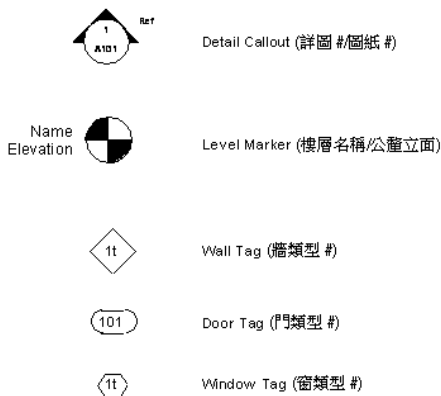 Ref
1
A101
Detail Callout (詳圖 #/圖紙 #)
Name
Elevation
Level Marker (樓層名稱/公釐立面)
1t
Wall Tag (牆類型 #)
101
Door Tag (門類型 #)
1t
Window Tag (窗類型 #)